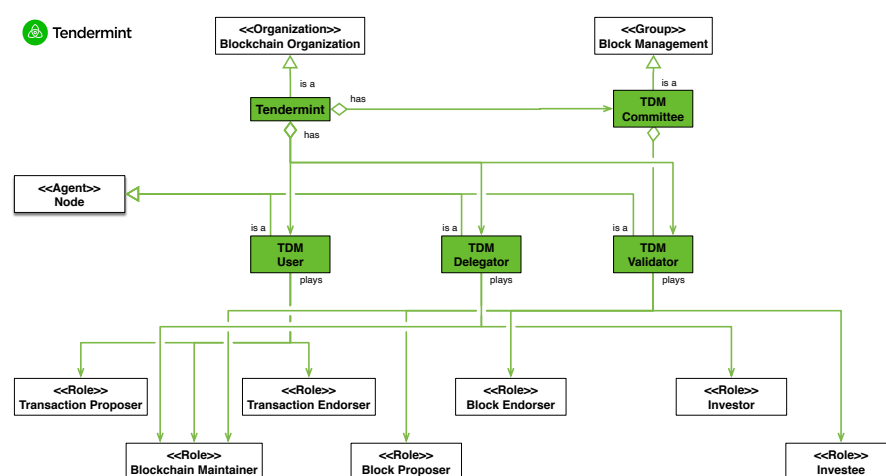 Tendermint
<<Organization>>
Blockchain Organization
<<Group>>
Block Management
is a
is a
Tendermint
has
has
TDM
Committee
<<Agent>>
Node
is a
is a
is a
TDM
User
TDM
Delegator
TDM
Validator
plays
plays
plays
<<Role>>
Transaction Proposer
<<Role>>
Transaction Endorser
<<Role>>
Block Endorser
<<Role>>
Investor
<<Role>>
Blockchain Maintainer
<<Role>>
Block Proposer
<<Role>>
Investee